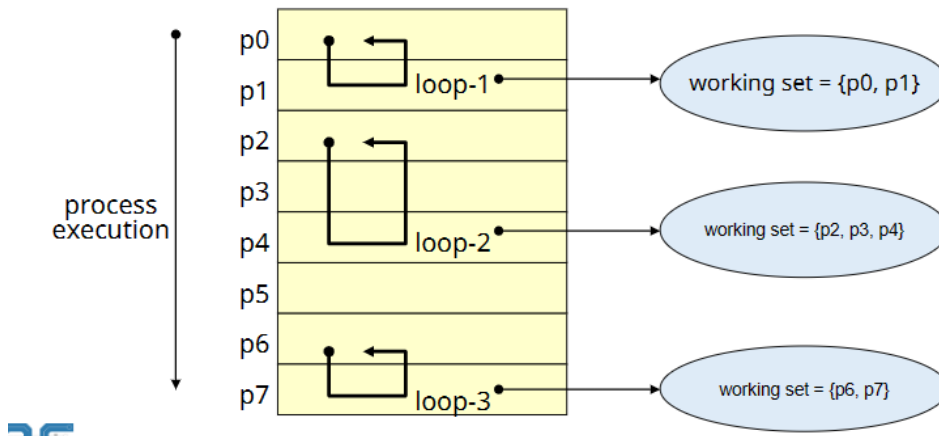 p0
p1
loop-1
working set = {p0, p1}
p2
p3
process
execution
p4
loop-2
working set = {p2, p3, p4}
p5
p6
p7
loop-3
working set = {p6, p7}